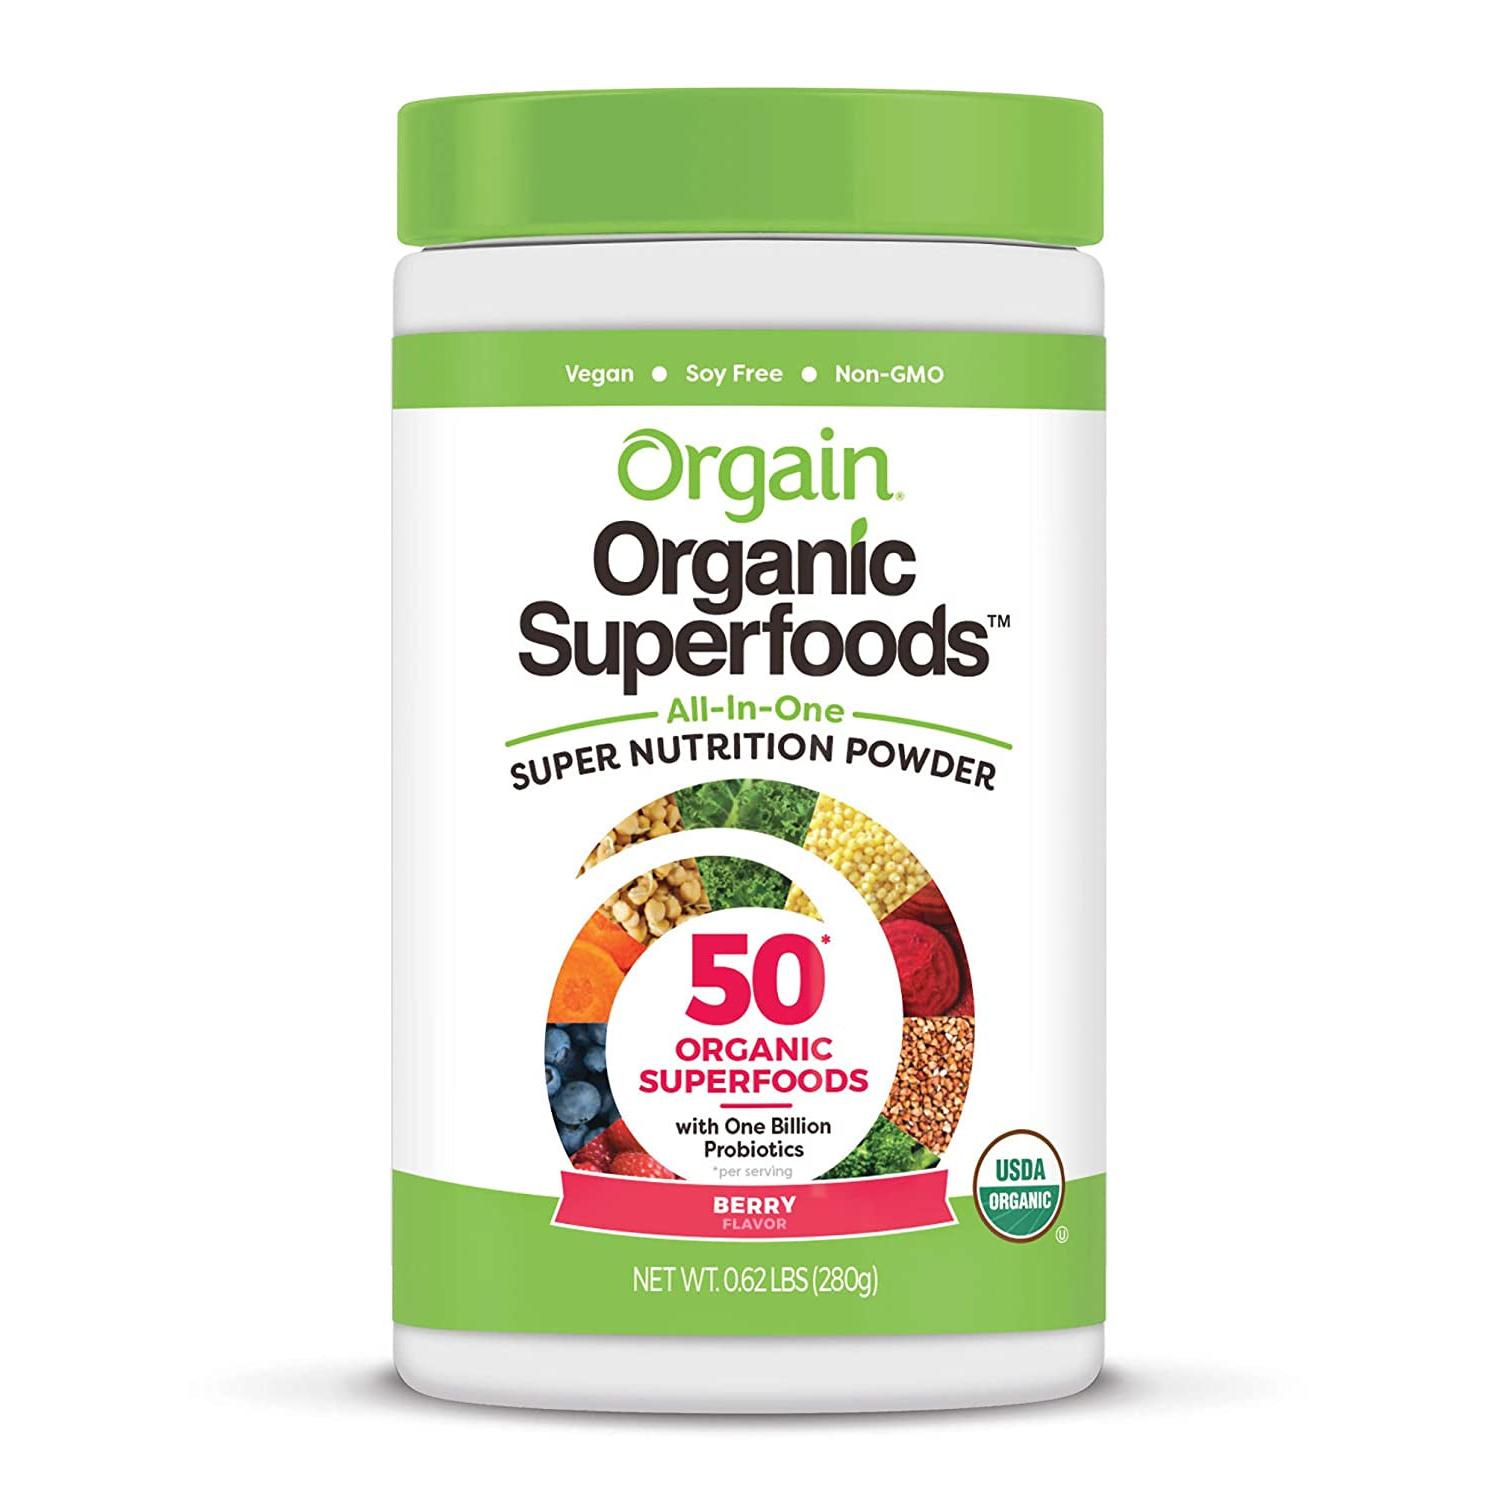 Vegan ● Soy Free ● Non-GMO
Orgain®
Organic
Superfoods™
All-In-One
SUPER NUTRITION POWDER
50*
ORGANIC
SUPERFOODS
with One Billion
Probiotics
*per serving
BERRY
FLAVOR
USDA
ORGANIC
U
NET WT. 0.62 LBS (280g)